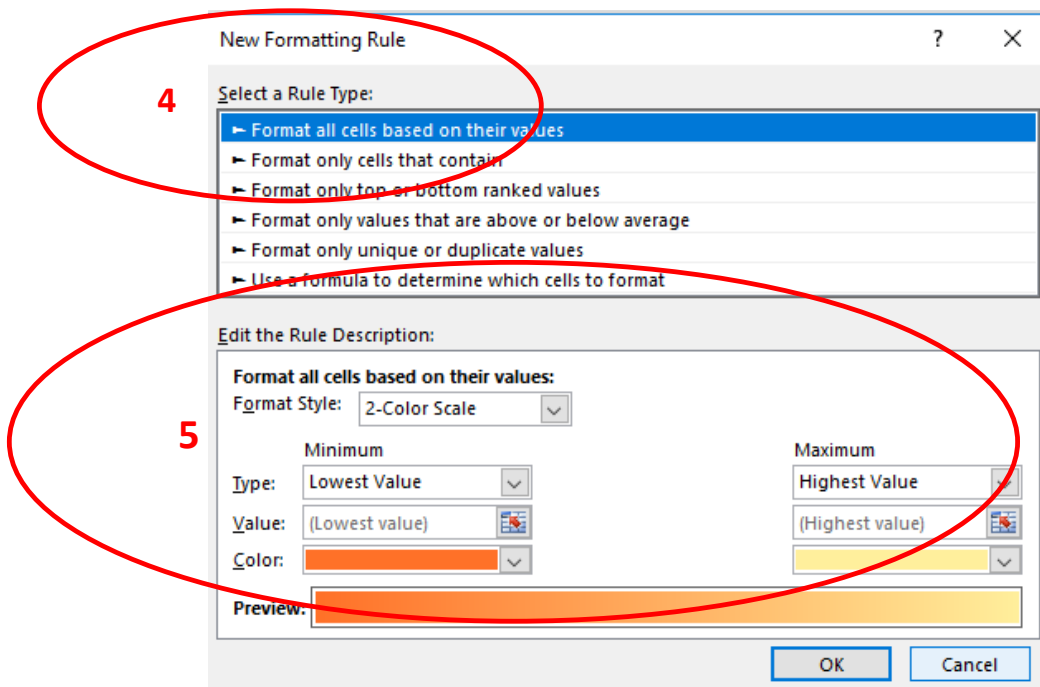 New Formatting Rule ? ×
4
Select a Rule Type:
► Format all cells based on their values
► Format only cells that contain
► Format only top or bottom ranked values
► Format only values that are above or below average
► Format only unique or duplicate values
► Use a formula to determine which cells to format
Edit the Rule Description:
Format all cells based on their values:
Format Style: 2-Color Scale
5
Minimum Maximum
Type: Lowest Value Highest Value
Value: (Lowest value) (Highest value)
Color:
Preview:
OK Cancel